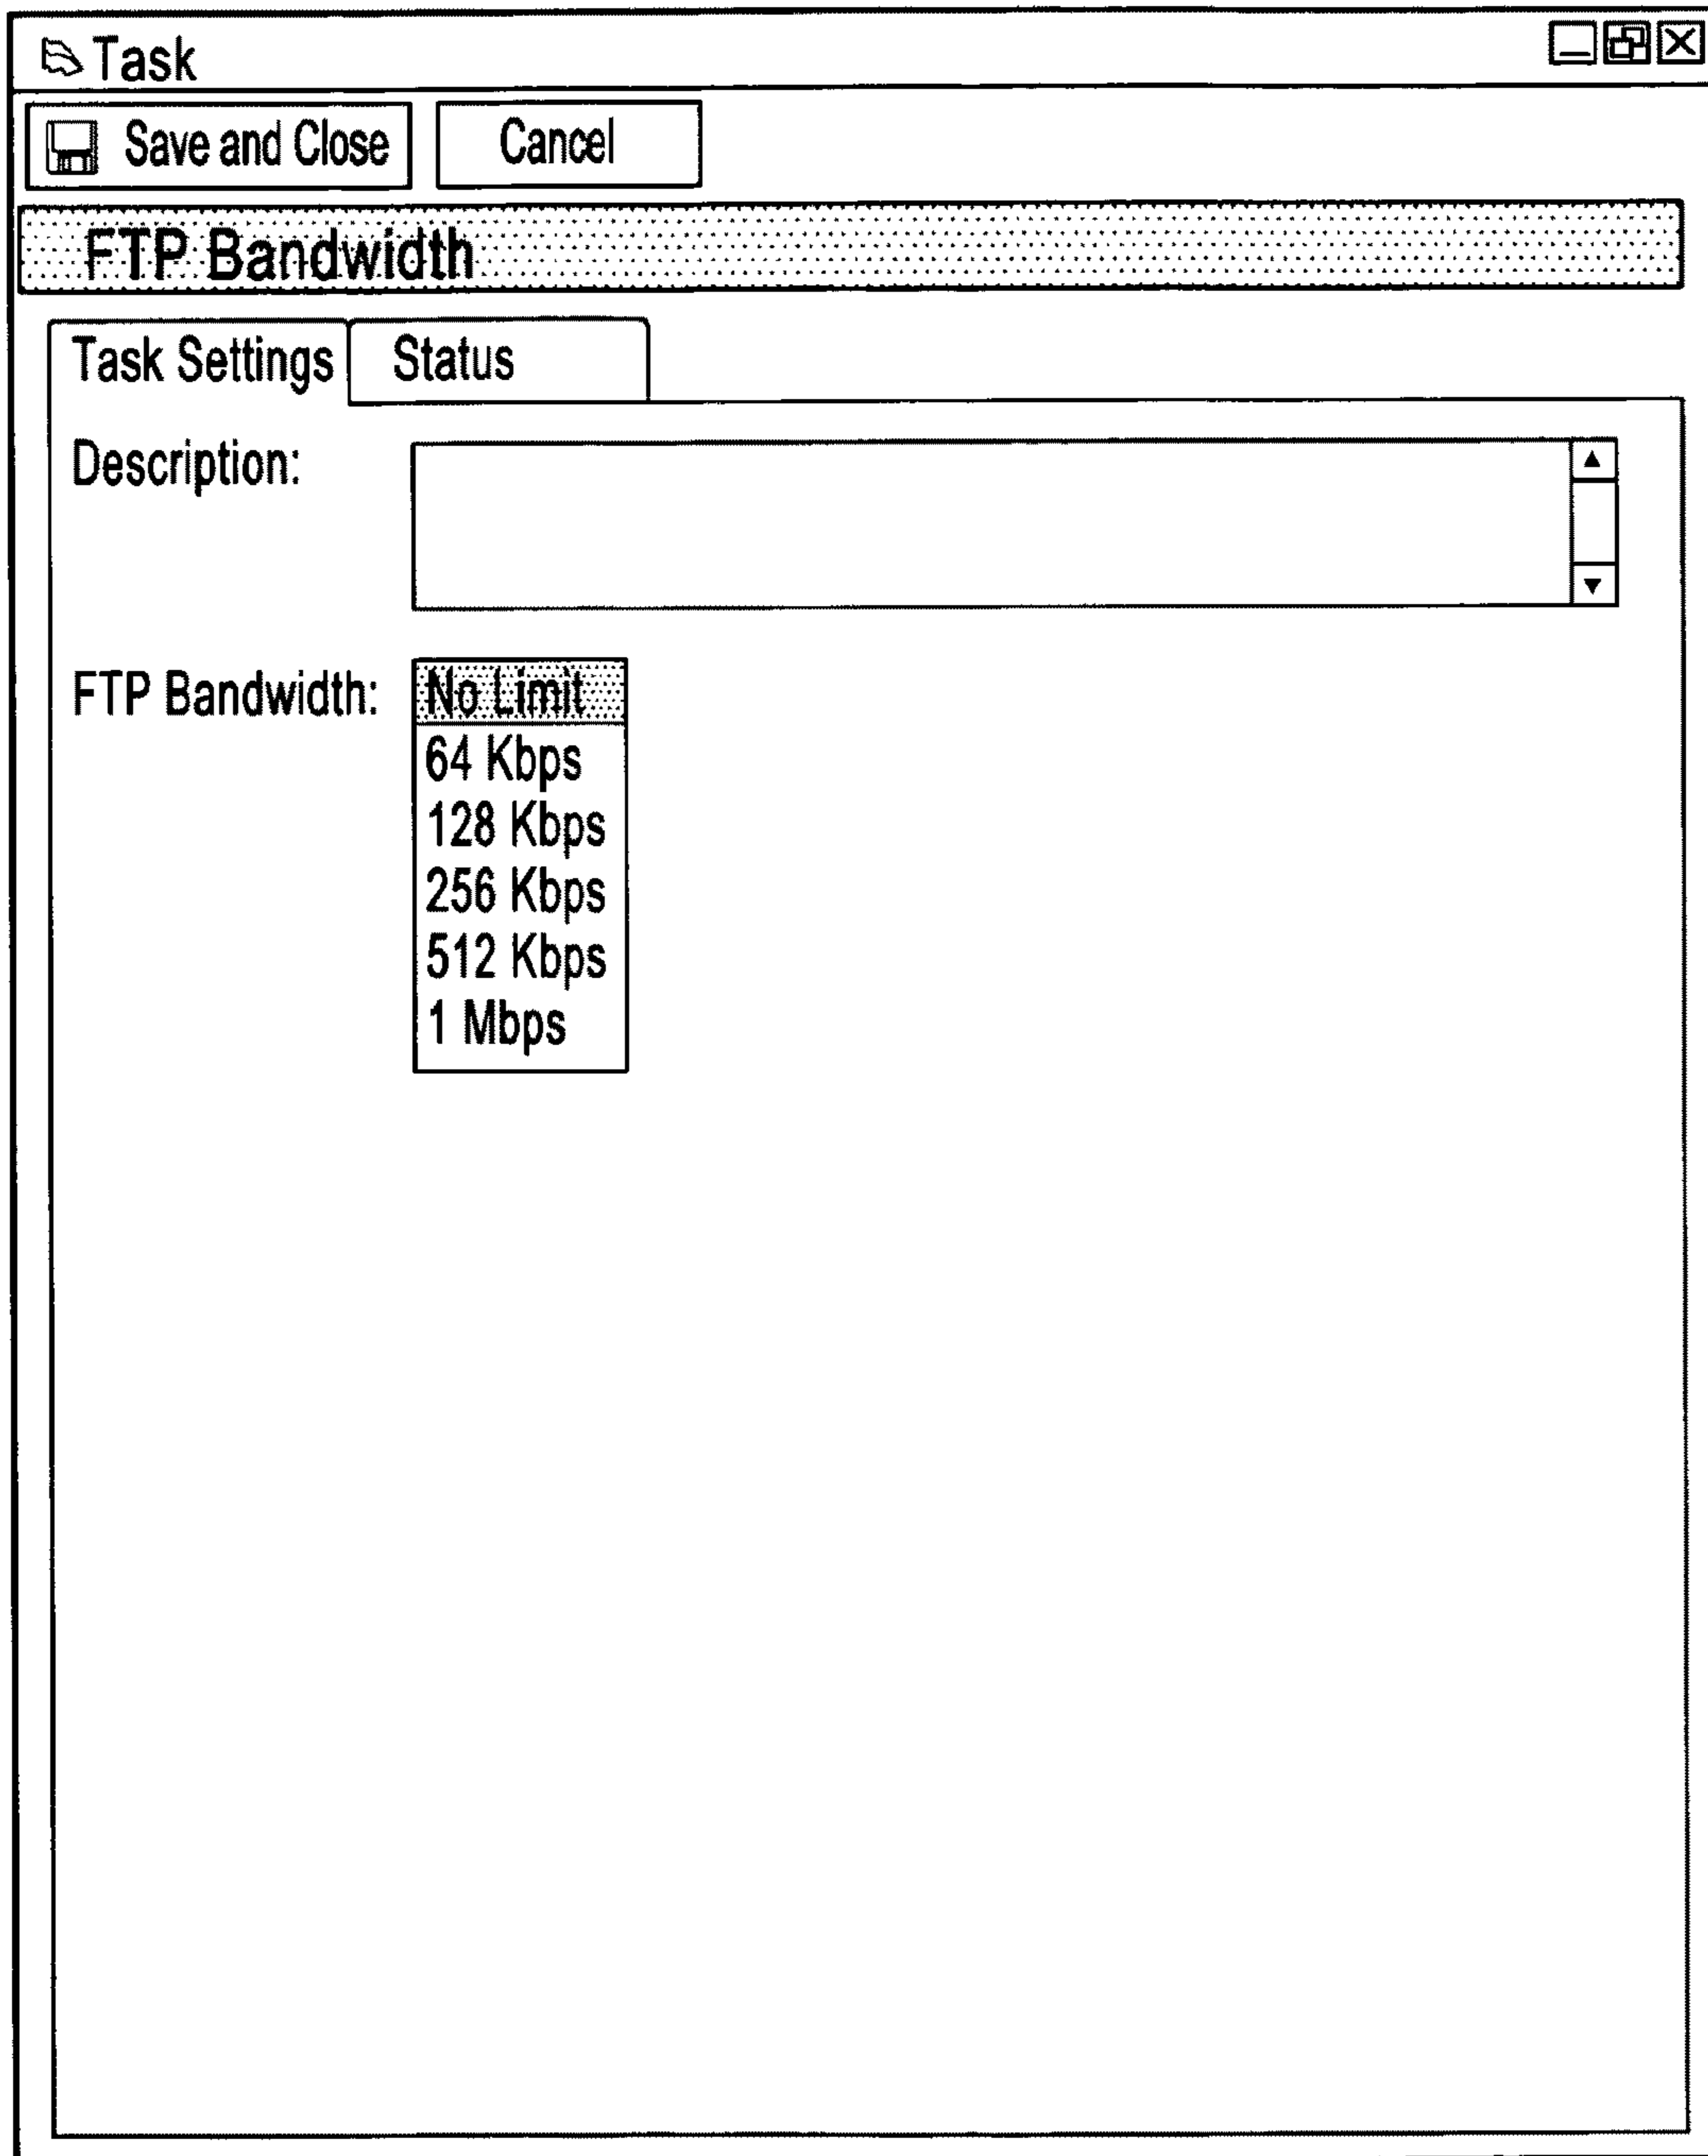 Task
Save and Close Cancel
FTP Bandwidth
Task Settings Status
Description:
FTP Bandwidth: No Limit
64 Kbps
128 Kbps
256 Kbps
512 Kbps
1 Mbps